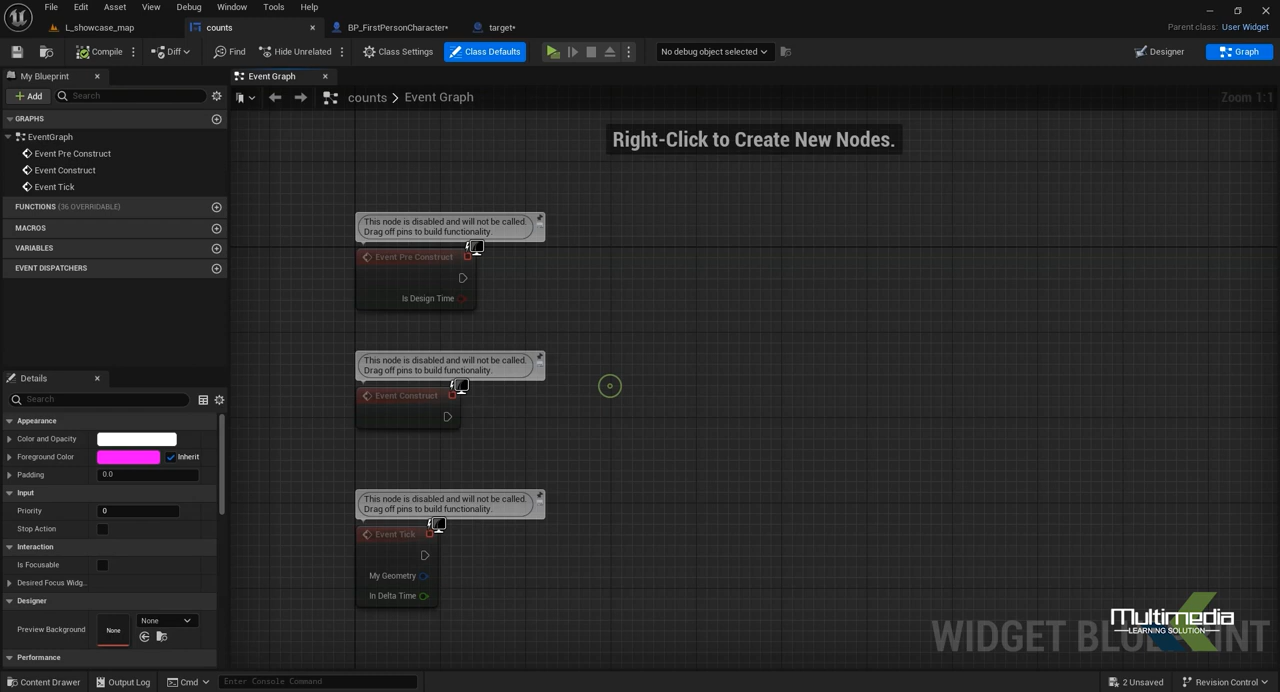 File Edit Asset View Debug Window Tools Help
L_showcase_map counts BP_FirstPersonCharacter* target*
Parent class: User Widget
Compile Diff Find Hide Unrelated Class Settings Class Defaults No debug object selected Designer Graph
My Blueprint
Event Graph
Add Search
counts > Event Graph
Zoom 1:1
GRAPHS
EventGraph
Event Pre Construct
Event Construct
Event Tick
FUNCTIONS (36 OVERRIDABLE)
MACROS
VARIABLES
EVENT DISPATCHERS
Right-Click to Create New Nodes.
This node is disabled and will not be called.
Drag off pins to build functionality.
Event Pre Construct
Is Design Time
This node is disabled and will not be called.
Drag off pins to build functionality.
Event Construct
This node is disabled and will not be called.
Drag off pins to build functionality.
Event Tick
My Geometry
In Delta Time
Details
Search
Appearance
Color and Opacity
Foreground Color Inherit
Padding 0.0
Input
Priority 0
Stop Action
Interaction
Is Focusable
Desired Focus Widg..
Designer
Preview Background None None
Performance
Multimedia
LEARNING SOLUTION
WIDGET BLUEPRINT
Content Drawer Output Log Cmd Enter Console Command 2 Unsaved Revision Control